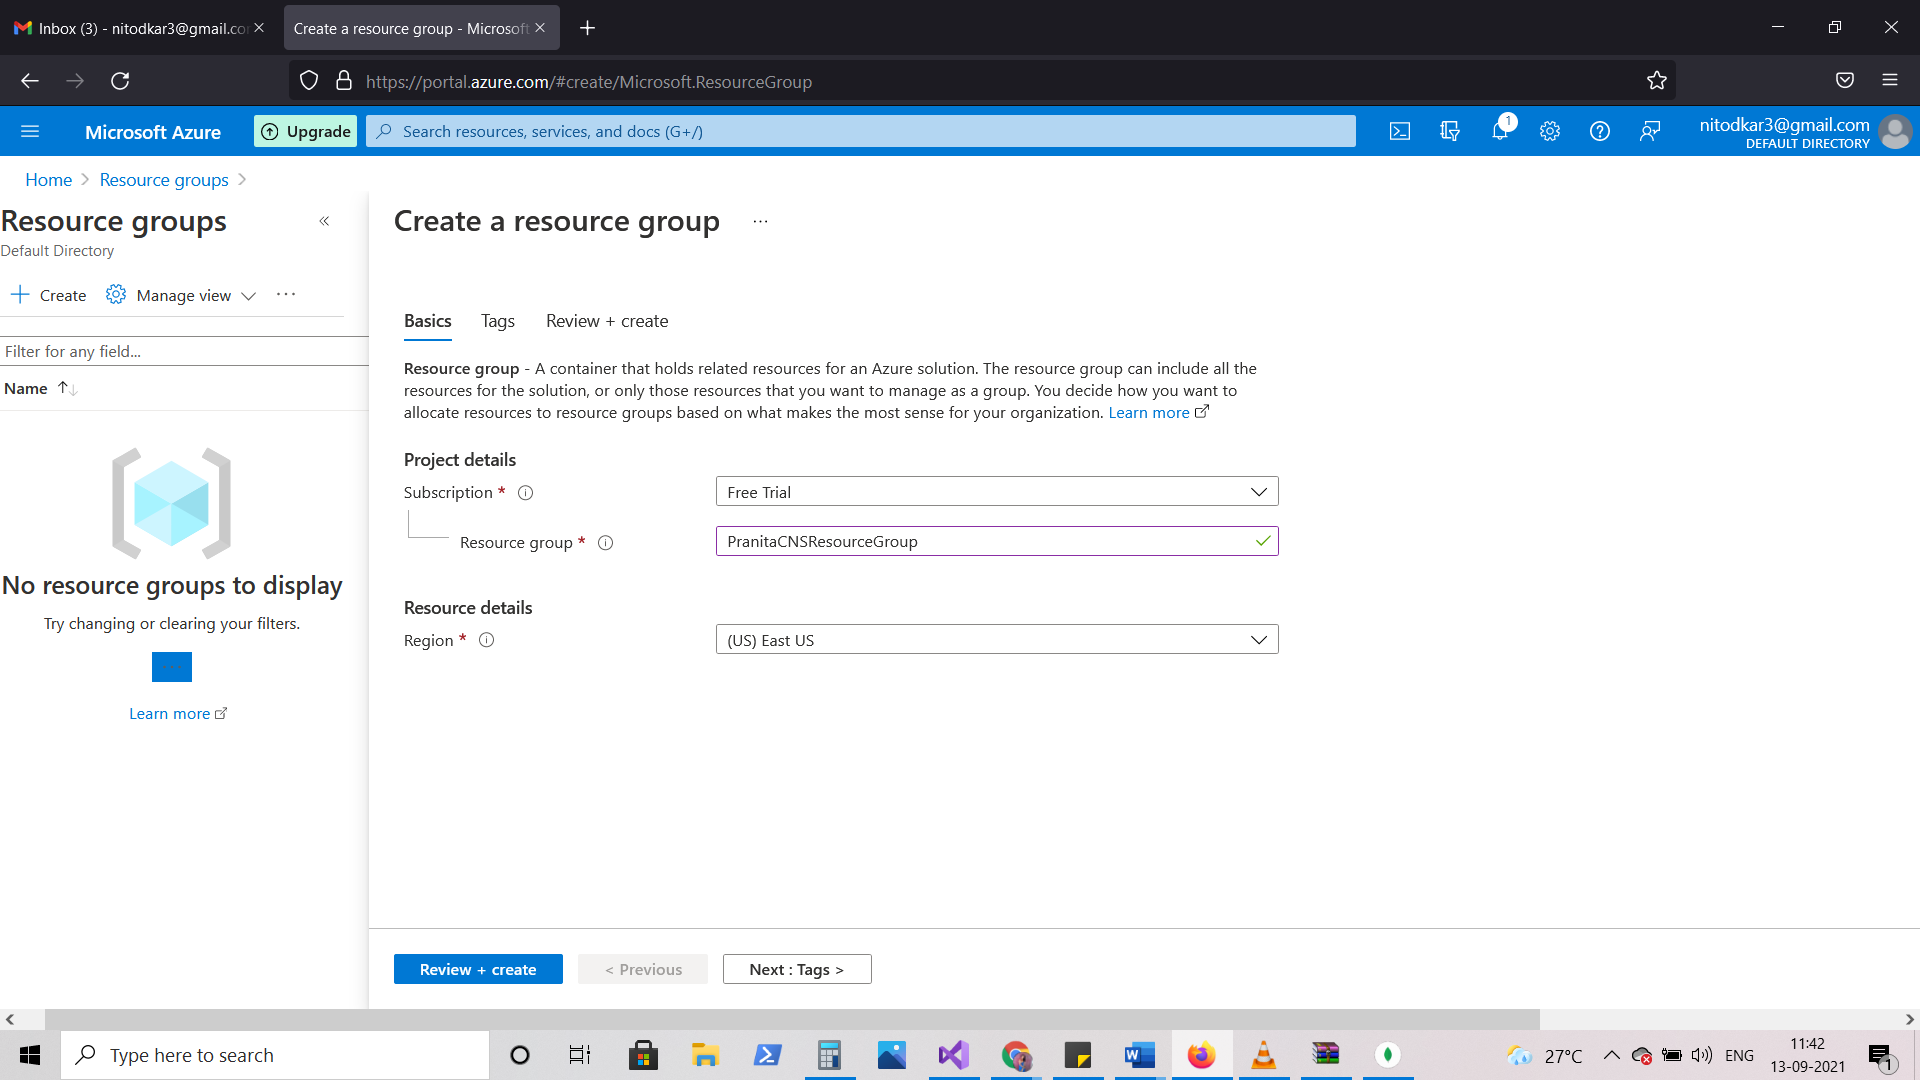 Inbox (3) - nitodkar3@gmail.co
Create a resource group - Microsoft
https://portal.azure.com/#create/Microsoft.ResourceGroup
Microsoft Azure
Upgrade
Search resources, services, and docs (G+/)
1
nitodkar3@gmail.com
DEFAULT DIRECTORY
Home > Resource groups >
Resource groups
«
Default Directory
+ Create
Manage view
...
Filter for any field...
Name ↑↓
No resource groups to display
Try changing or clearing your filters.
Learn more
Create a resource group
...
Basics
Tags
Review + create
Resource group - A container that holds related resources for an Azure solution. The resource group can include all the
resources for the solution, or only those resources that you want to manage as a group. You decide how you want to
allocate resources to resource groups based on what makes the most sense for your organization. Learn more
Project details
Subscription *
Free Trial
Resource group *
PranitaCNSResourceGroup
Resource details
Region *
(US) East US
Review + create
< Previous
Next : Tags >
Type here to search
27°C
ENG
11:42
13-09-2021
1